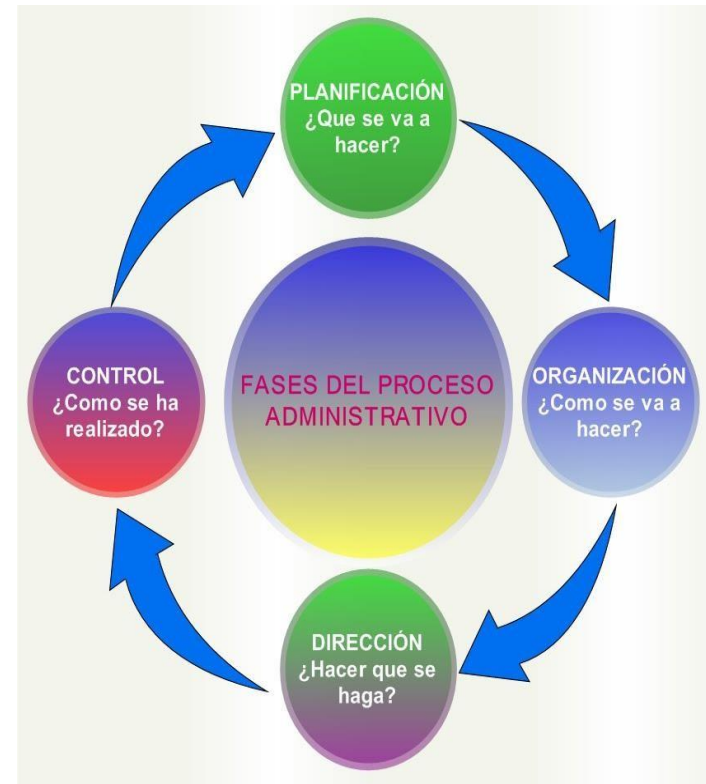 PLANIFICACIÓN
¿Que se va a
hacer?
ORGANIZACIÓN
¿Como se va a
hacer?
DIRECCIÓN
¿Hacer que se
haga?
CONTROL
¿Como se ha
realizado?
FASES DEL PROCESO
ADMINISTRATIVO